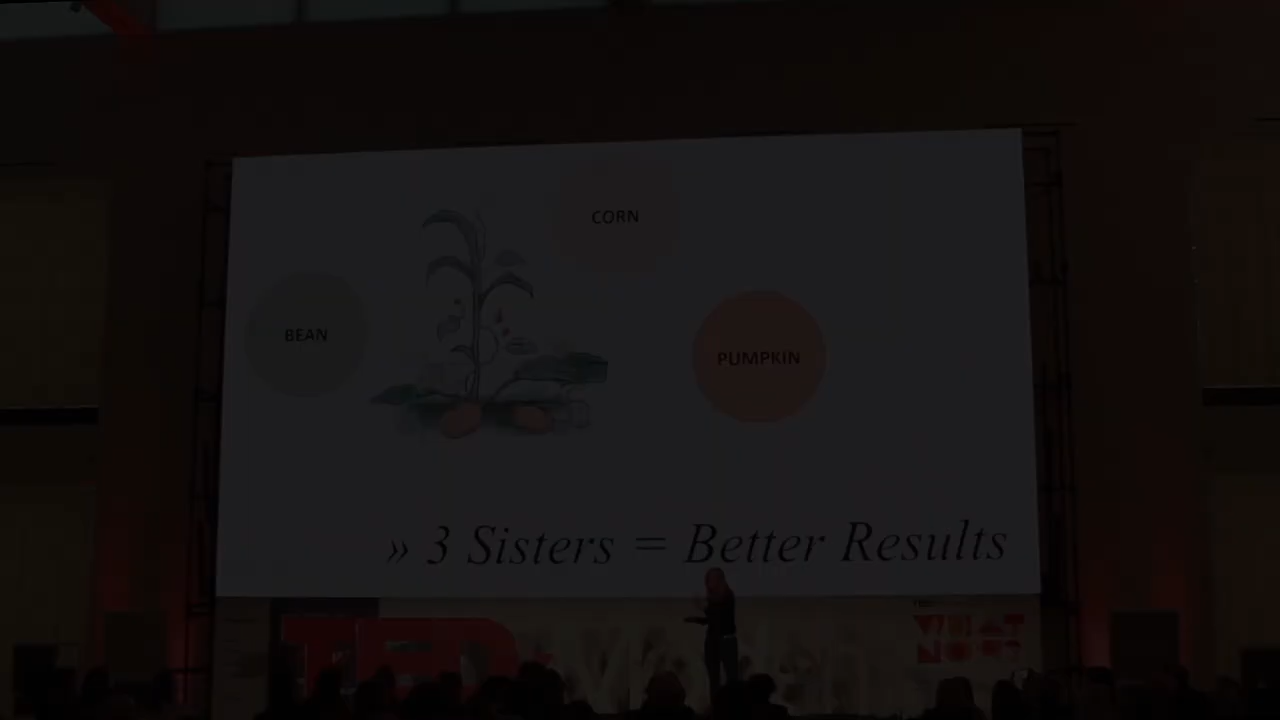 CORN
BEAN
PUMPKIN
» 3 Sisters = Better Results